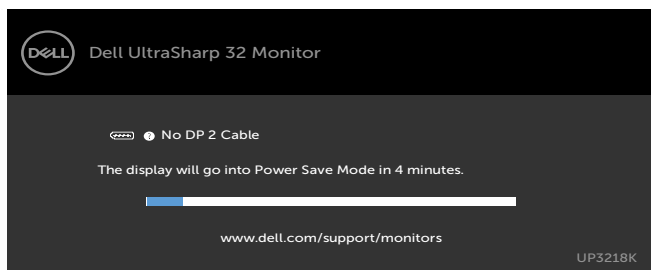 DELL Dell UltraSharp 32 Monitor
? No DP 2 Cable
The display will go into Power Save Mode in 4 minutes.
www.dell.com/support/monitors
UP3218K